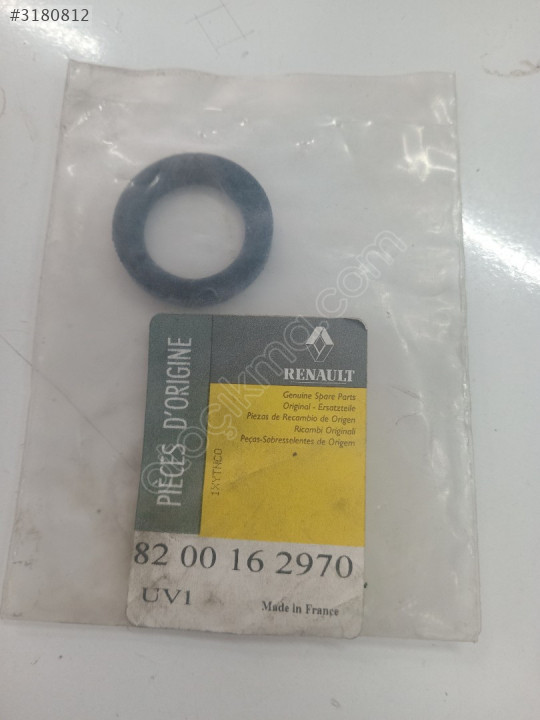 #3180812
RENAULT
PIÈCES D'ORIGINE
Genuine Spare Parts
Original - Ersatzteile
Piezas de Recambio de Origen
Ricambi Originali
Peças-Sobresselentes de Origem
82 00 16 2970
UV1
Made in France